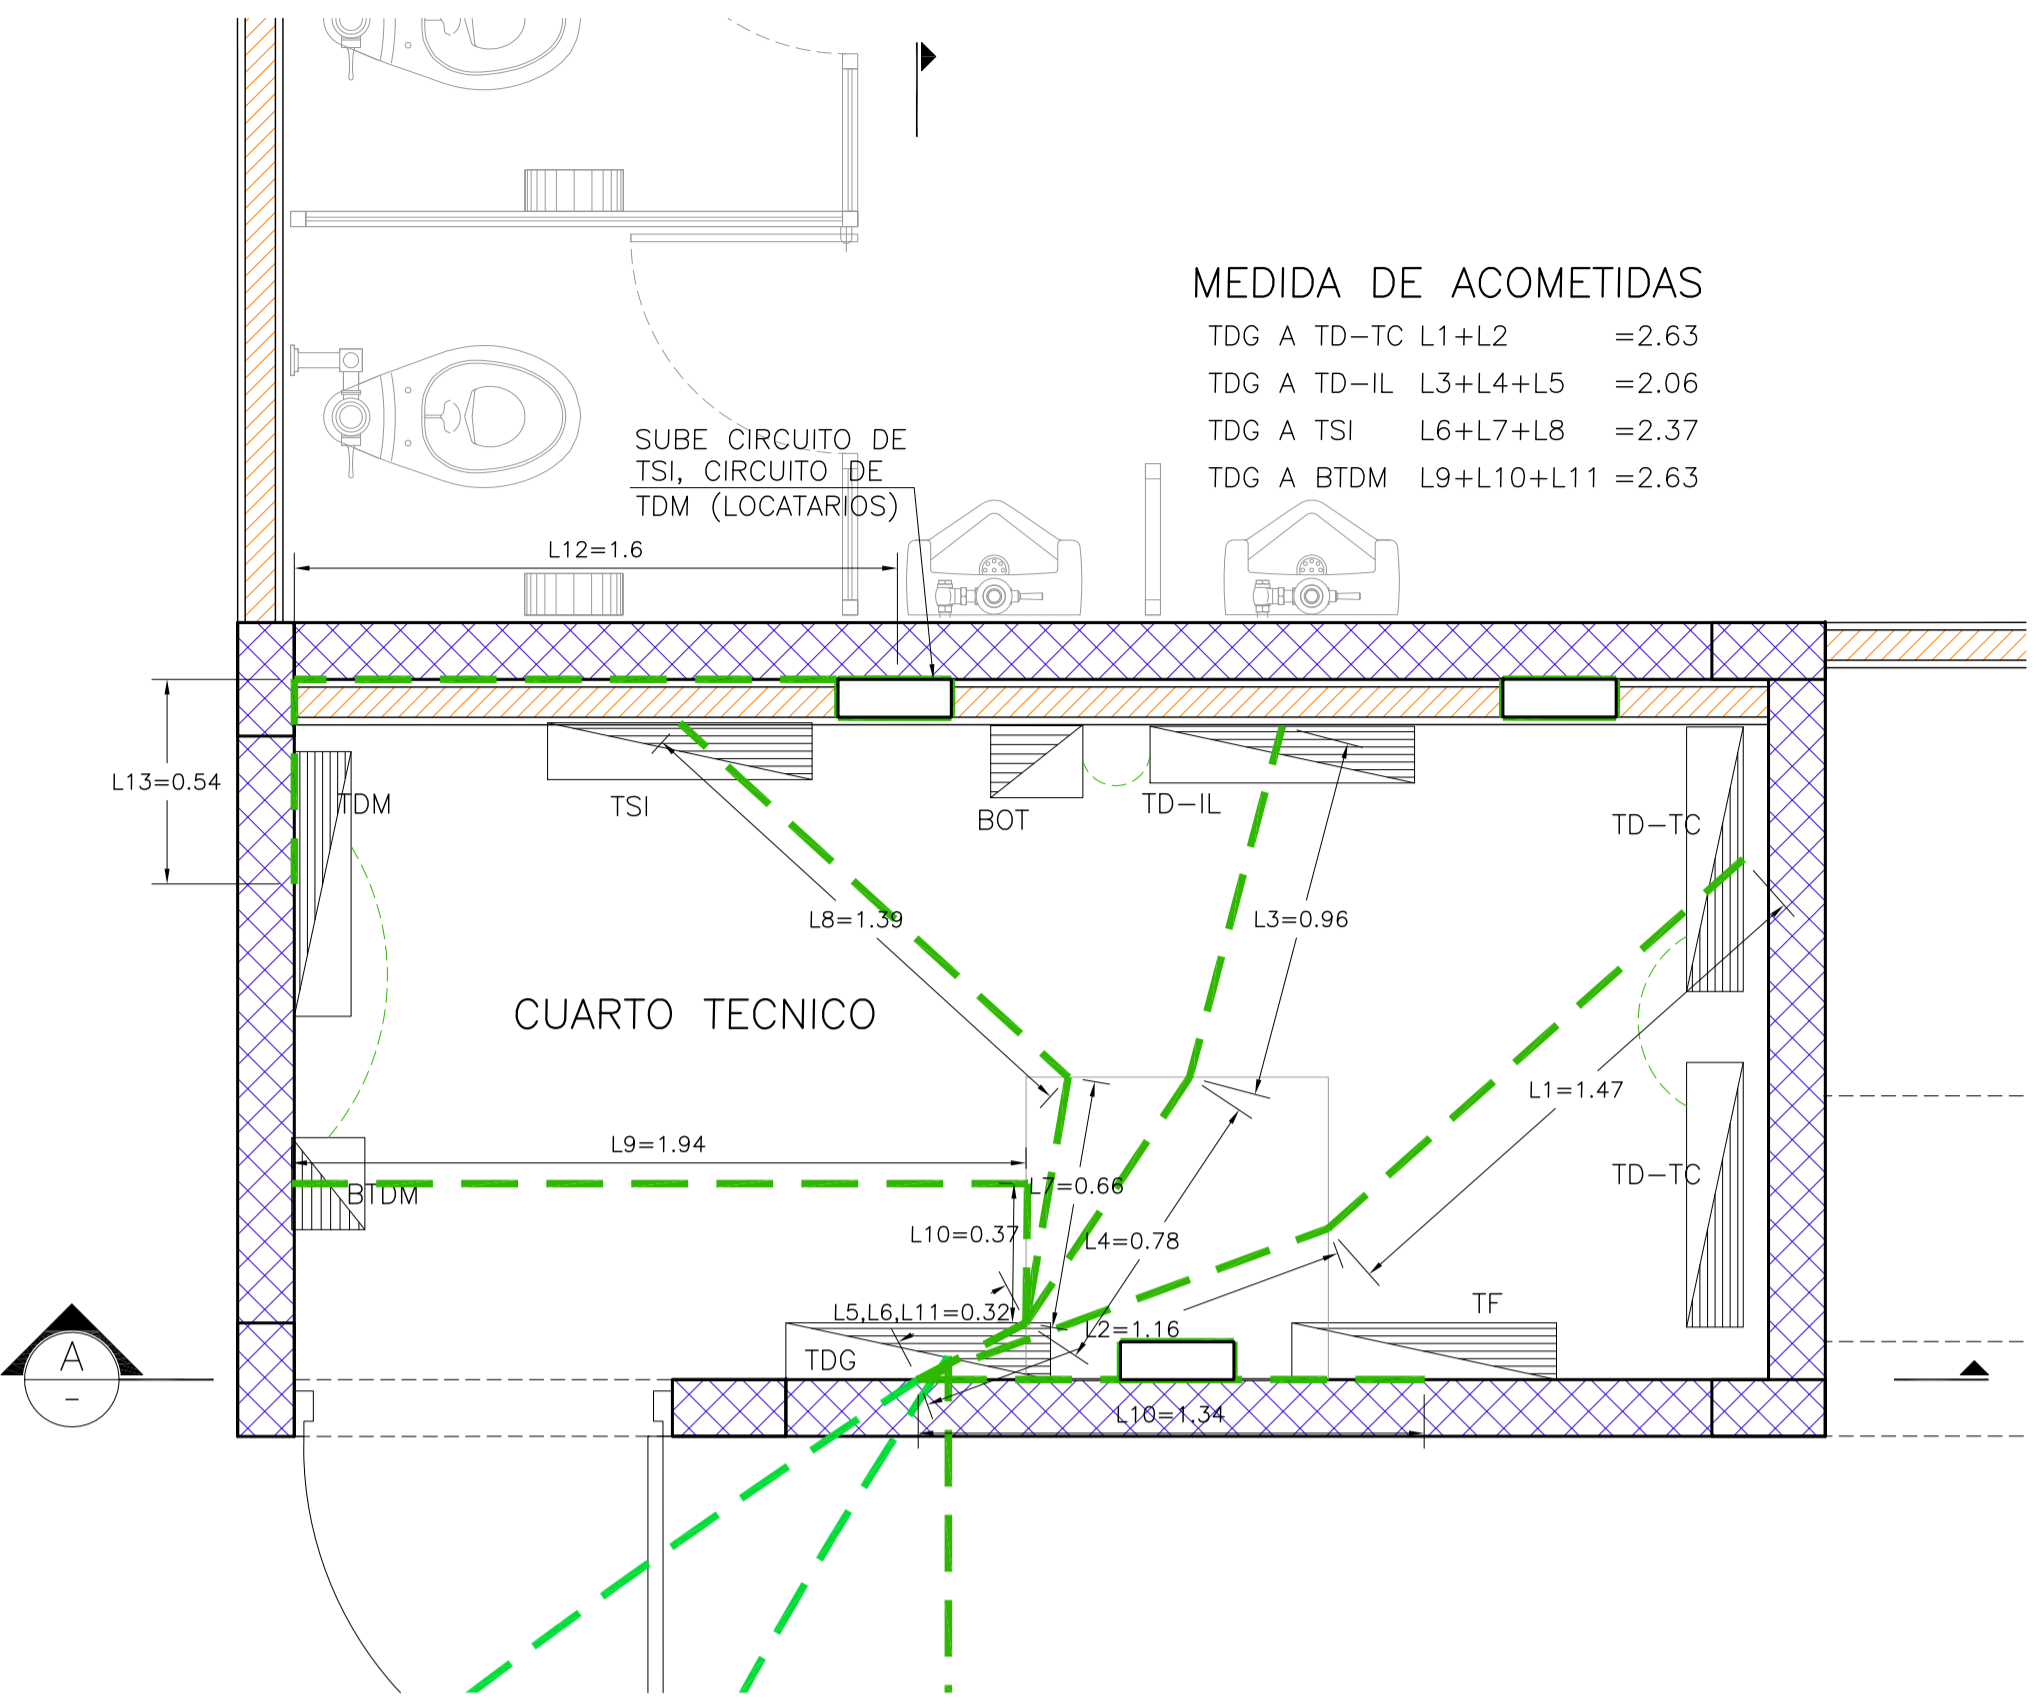 MEDIDA DE ACOMETIDAS
TDG A TD-TC L1+L2 =2.63
TDG A TD-IL L3+L4+L5 =2.06
TDG A TSI L6+L7+L8 =2.37
TDG A BTDM L9+L10+L11 =2.63
SUBE CIRCUITO DE
TSI, CIRCUITO DE
TDM (LOCATARIOS)
L12=1.6
L13=0.54
TDM
TSI
BOT
TD-IL
TD-TC
L8=1.39
L3=0.96
CUARTO TECNICO
L1=1.47
L9=1.94
BTDM
L7=0.66
TD-TC
L10=0.37
L4=0.78
L5,L6,L11=0.32
TF
L2=1.16
TDG
A
-
L10=1.34